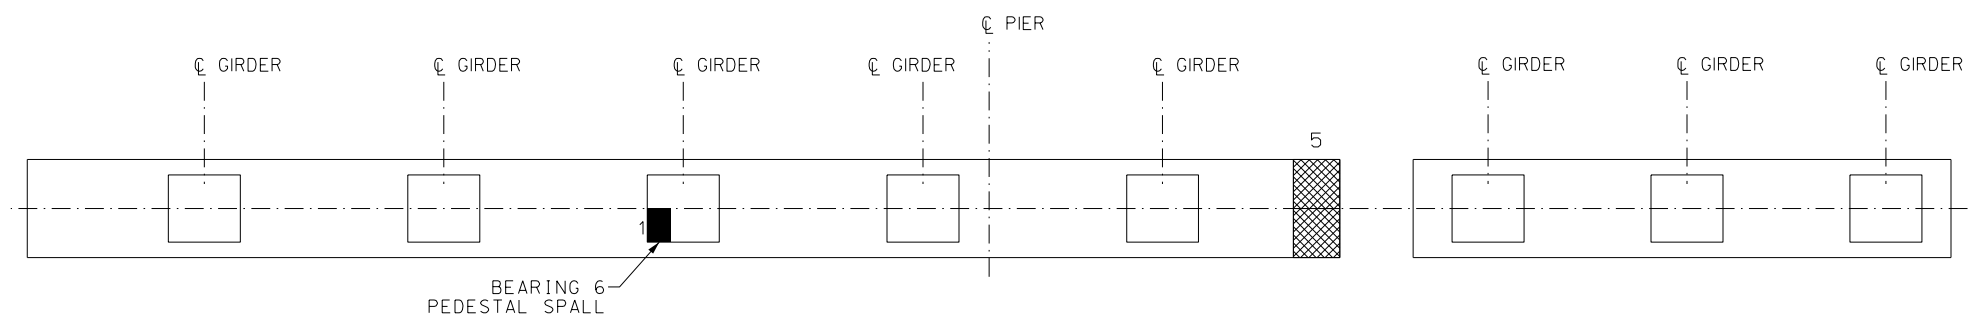 ℄ PIER
℄ GIRDER
℄ GIRDER
℄ GIRDER
℄ GIRDER
℄ GIRDER
℄ GIRDER
℄ GIRDER
℄ GIRDER
5
1
BEARING 6
PEDESTAL SPALL